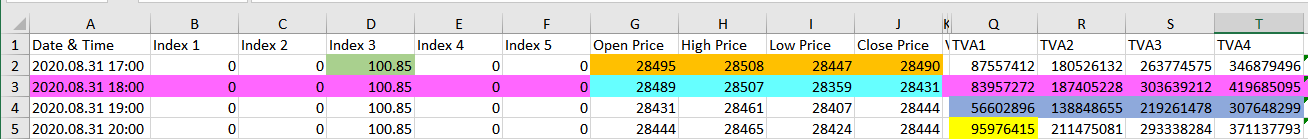 A B C D E F G H I J K Q R S T
1 Date & Time Index 1 Index 2 Index 3 Index 4 Index 5 Open Price High Price Low Price Close Price TVA1 TVA2 TVA3 TVA4
2 2020.08.31 17:00 0 0 100.85 0 0 28495 28508 28447 28490 87557412 180526132 263774575 346879496
3 2020.08.31 18:00 0 0 100.85 0 0 28489 28507 28359 28431 83957272 187405228 303639212 419685095
4 2020.08.31 19:00 0 0 100.85 0 0 28431 28461 28407 28444 56602896 138848655 219261478 307648299
5 2020.08.31 20:00 0 0 100.85 0 0 28444 28465 28424 28444 95976415 211475081 293338284 371137793